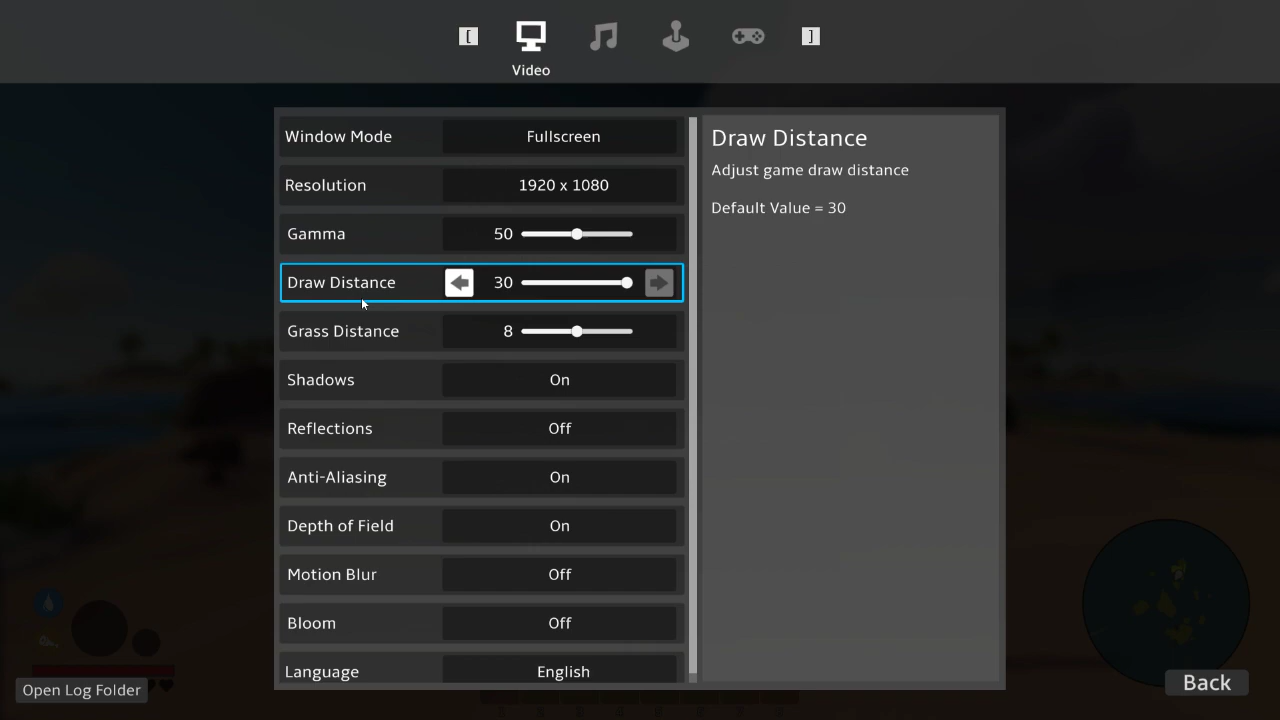 [
]
Video
Window Mode Fullscreen
Resolution 1920 x 1080
Gamma 50
Draw Distance 30
Grass Distance 8
Shadows On
Reflections Off
Anti-Aliasing On
Depth of Field On
Motion Blur Off
Bloom Off
Language English
Draw Distance
Adjust game draw distance
Default Value = 30
Open Log Folder
Back